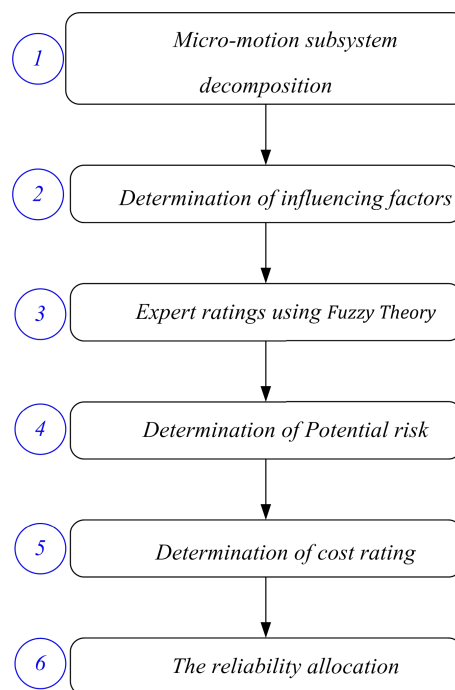 1
Micro-motion subsystem
decomposition
2
Determination of influencing factors
3
Expert ratings using Fuzzy Theory
4
Determination of Potential risk
5
Determination of cost rating
6
The reliability allocation